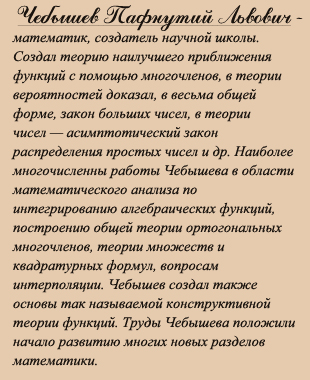 Чебышев Пафнутий Львович -
математик, создатель научной школы.
Создал теорию наилучшего приближения
функций с помощью многочленов, в теории
вероятностей доказал, в весьма общей
форме, закон больших чисел, в теории
чисел — асимптотический закон
распределения простых чисел и др. Наиболее
многочисленны работы Чебышева в области
математического анализа по
интегрированию алгебраических функций,
построению общей теории ортогональных
многочленов, теории множеств и
квадратурных формул, вопросам
интерполяции. Чебышев создал также
основы так называемой конструктивной
теории функций. Труды Чебышева положили
начало развитию многих новых разделов
математики.